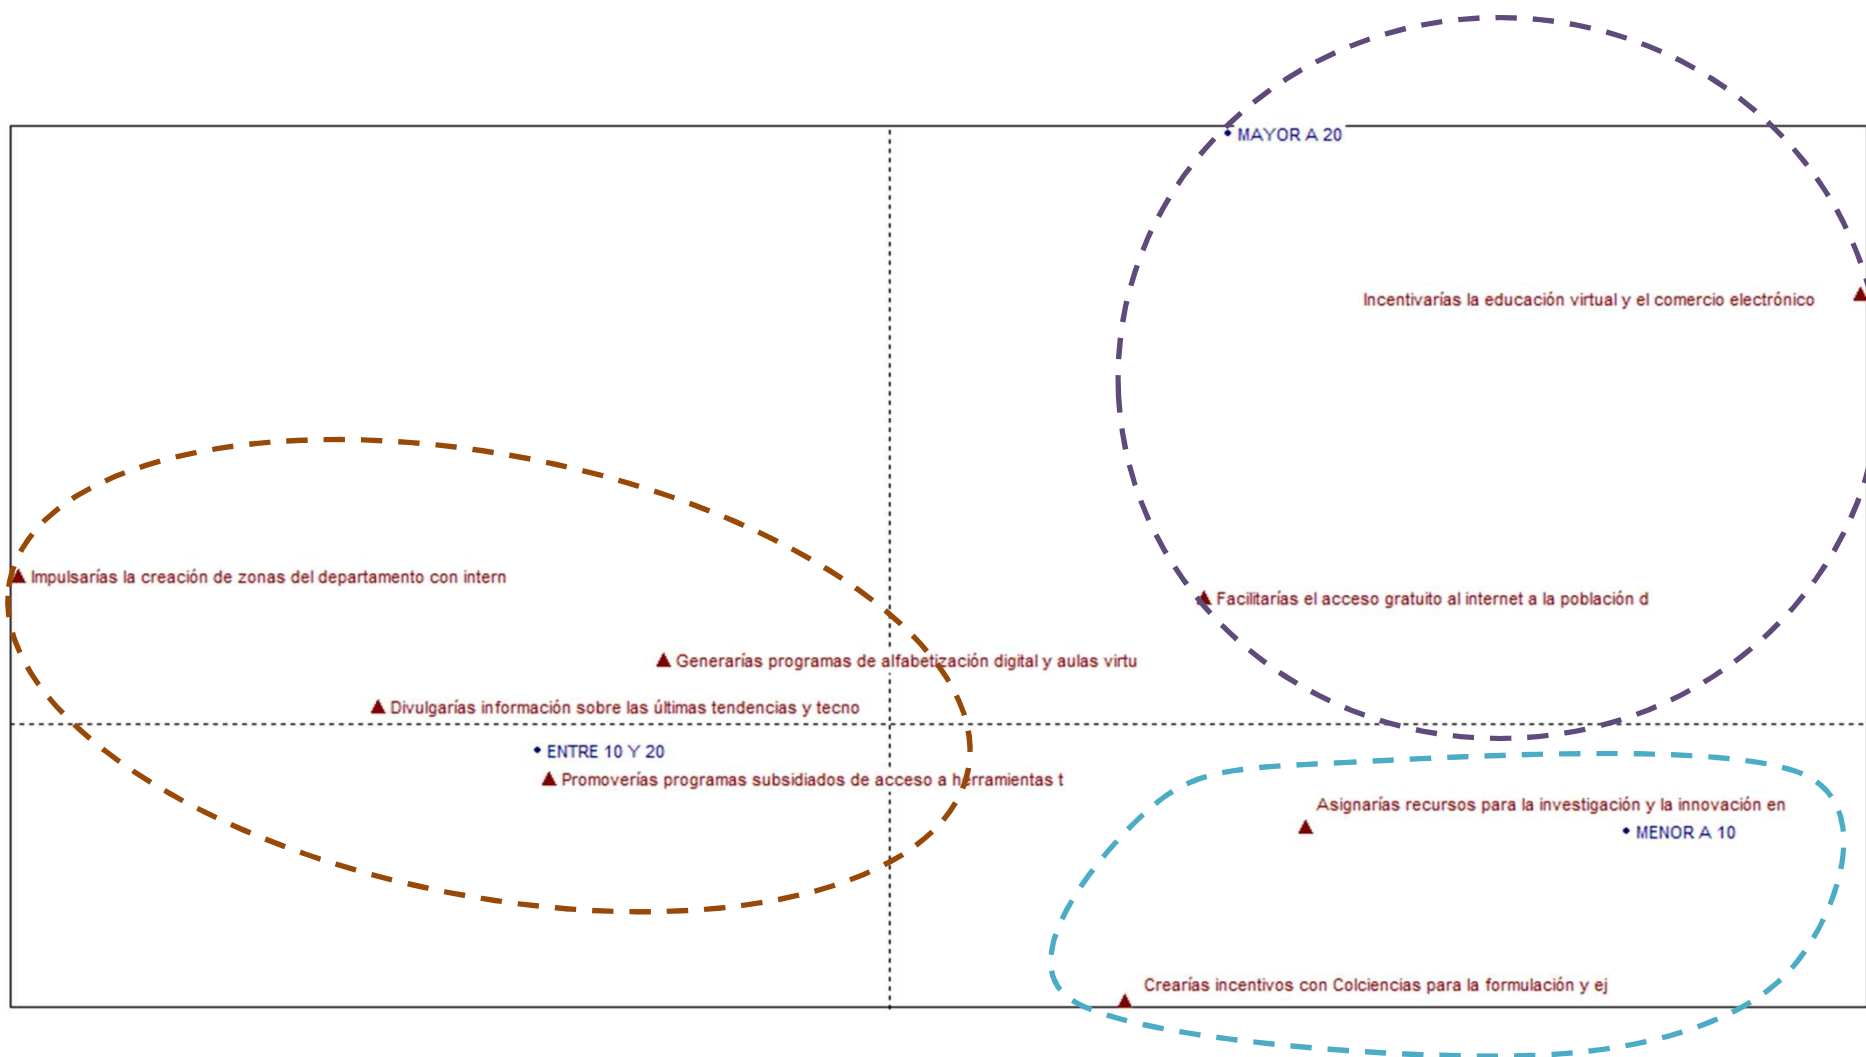 MAYOR A 20
Incentivarías la educación virtual y el comercio electrónico
Impulsarías la creación de zonas del departamento con intern
Facilitarías el acceso gratuito al internet a la población d
Generarías programas de alfabetización digital y aulas virtu
Divulgarías información sobre las últimas tendencias y tecno
ENTRE 10 Y 20
Promoverías programas subsidiados de acceso a herramientas t
Asignarías recursos para la investigación y la innovación en
MENOR A 10
Crearías incentivos con Colciencias para la formulación y ej